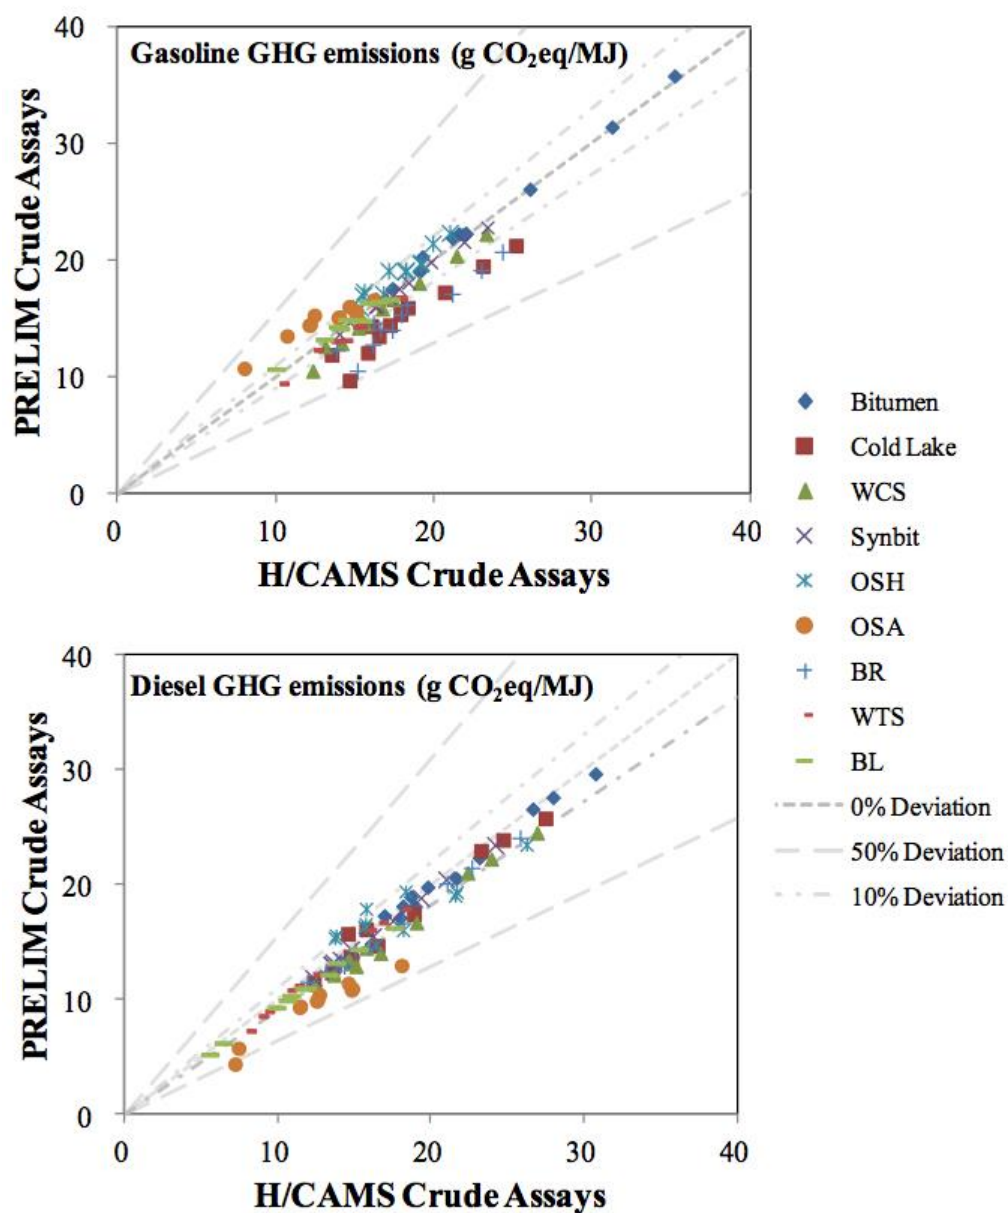 Gasoline GHG emissions (g CO₂eq/MJ)
PRELIM Crude Assays
40
30
20
10
0
0 10 20 30 40
H/CAMS Crude Assays
Bitumen
Cold Lake
WCS
Synbit
OSH
OSA
BR
WTS
BL
0% Deviation
50% Deviation
10% Deviation
Diesel GHG emissions (g CO₂eq/MJ)
PRELIM Crude Assays
40
30
20
10
0
0 10 20 30 40
H/CAMS Crude Assays